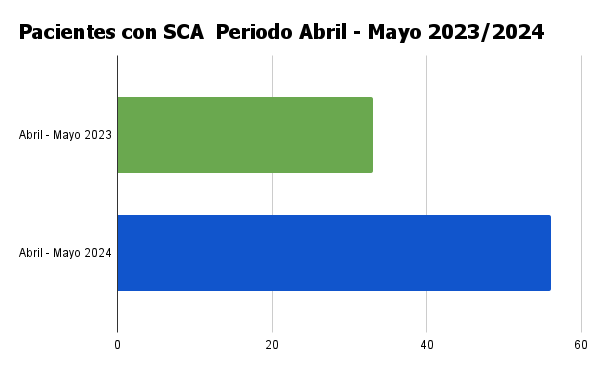 Pacientes con SCA  Periodo Abril - Mayo 2023/2024
Abril - Mayo 2023
Abril - Mayo 2024
0 20 40 60